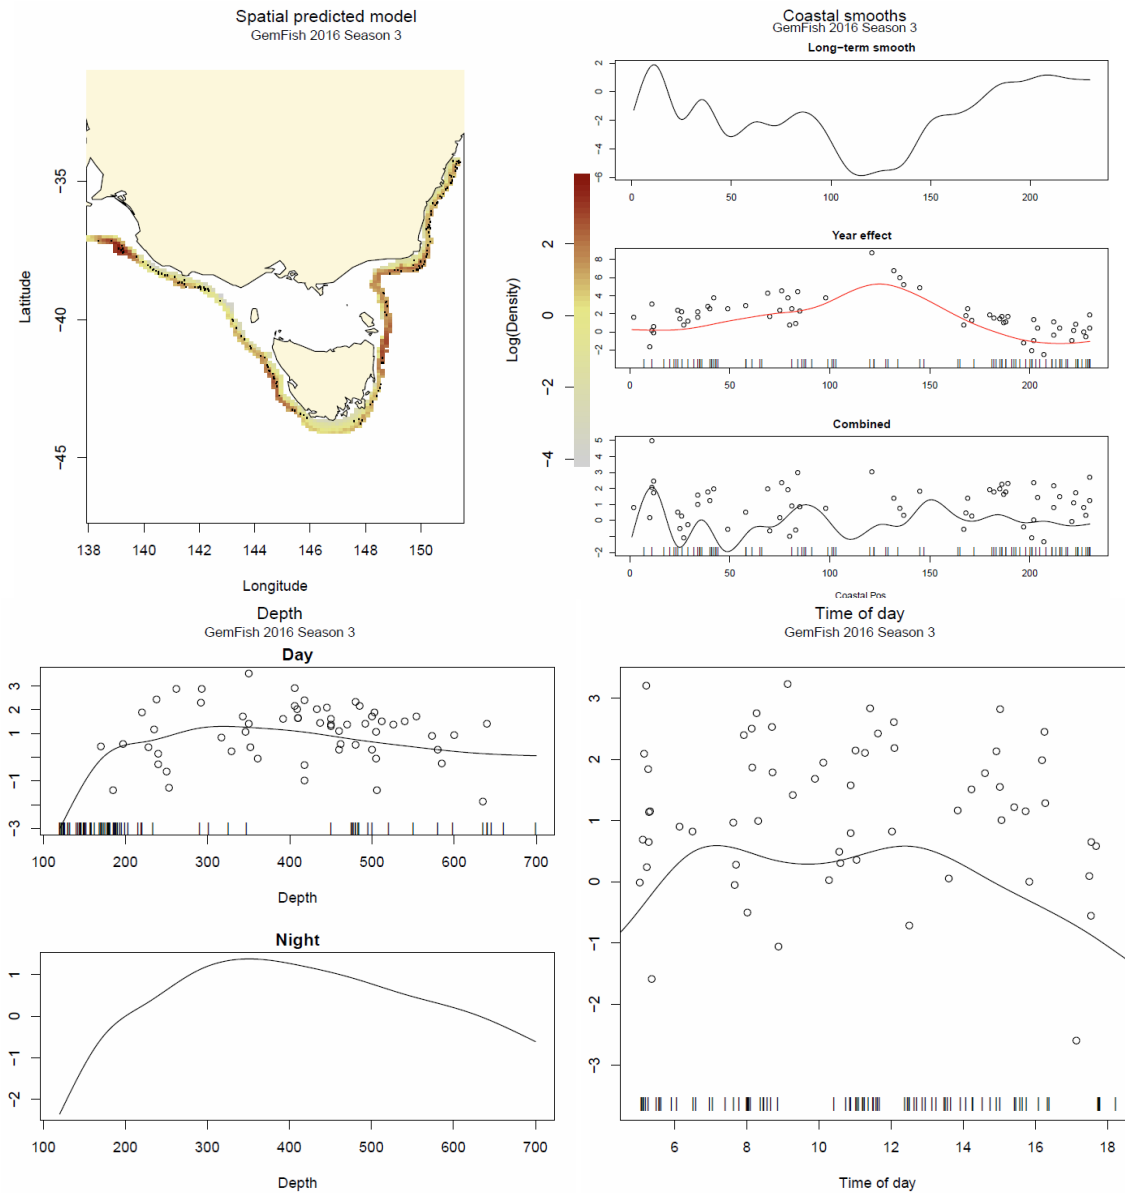 Spatial predicted model
GemFish 2016 Season 3
Latitude
−35
−40
−45
138 140 142 144 146 148 150
Longitude
Log(Density)
2
0
−2
−4
Coastal smooths
GemFish 2016 Season 3
Long−term smooth
2
0
−2
−4
−6
0 50 100 150 200
Year effect
8
6
4
2
0
−2
0 50 100 150 200
Combined
5
4
3
2
1
0
−2
0 50 100 150 200
Coastal Pos
Depth
GemFish 2016 Season 3
Day
3
2
1
−1
−3
100 200 300 400 500 600 700
Depth
Night
1
0
−1
−2
100 200 300 400 500 600 700
Depth
Time of day
GemFish 2016 Season 3
3
2
1
0
−1
−2
−3
6 8 10 12 14 16 18
Time of day